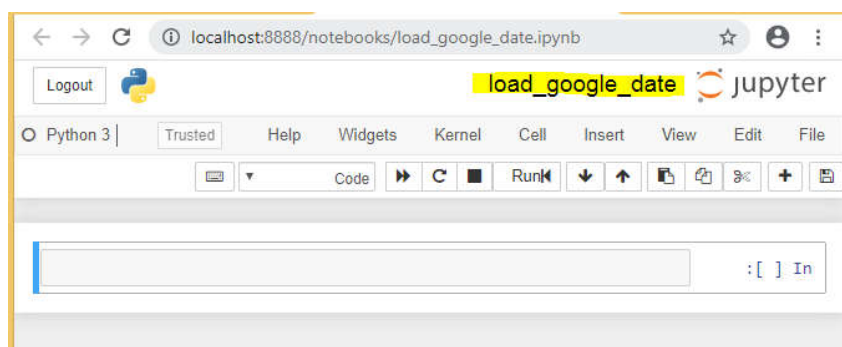 localhost:8888/notebooks/load_google_date.ipynb
Logout load_google_date jupyter
Python 3 Trusted Help Widgets Kernel Cell Insert View Edit File
Code Run
:[ ] In